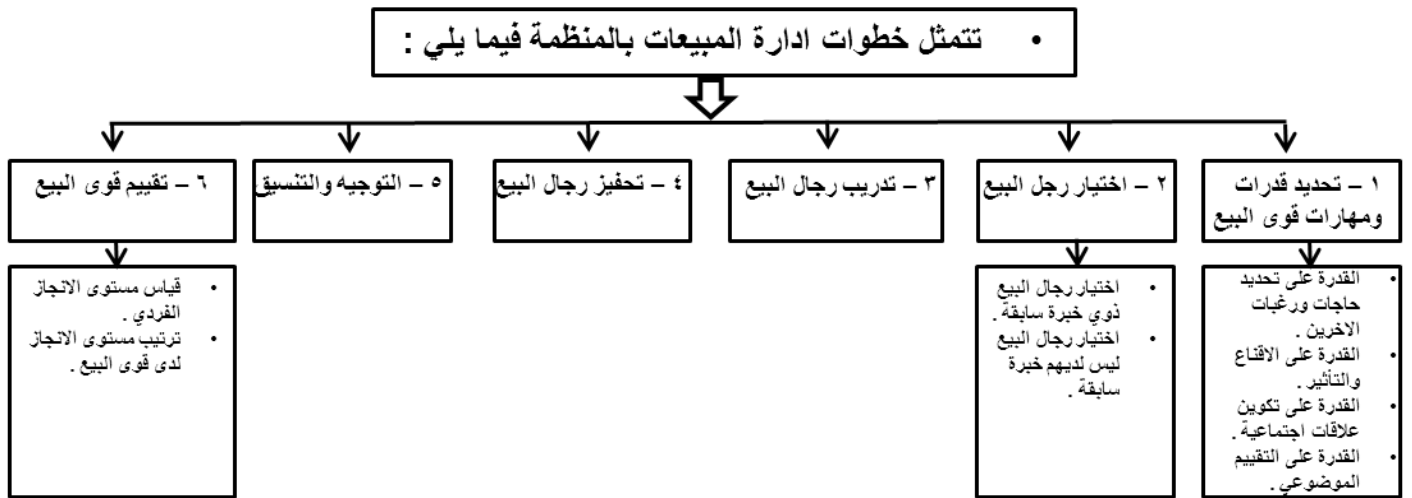 • تتمثل خطوات ادارة المبيعات بالمنظمة فيما يلي :
١ – تحديد قدرات
ومهارات قوى البيع
٢ – اختيار رجل البيع
٣ – تدريب رجال البيع
٤ – تحفيز رجال البيع
٥ – التوجيه والتنسيق
٦ – تقييم قوى البيع
• القدرة على تحديد
حاجات ورغبات
الاخرين .
• القدرة على الاقناع
والتأثير .
• القدرة على تكوين
علاقات اجتماعية .
• القدرة على التقييم
الموضوعي .
• اختيار رجال البيع
ذوي خبرة سابقة .
• اختيار رجال البيع
ليس لديهم خبرة
سابقة .
• قياس مستوى الانجاز
الفردي .
• ترتيب مستوى الانجاز
لدى قوى البيع .